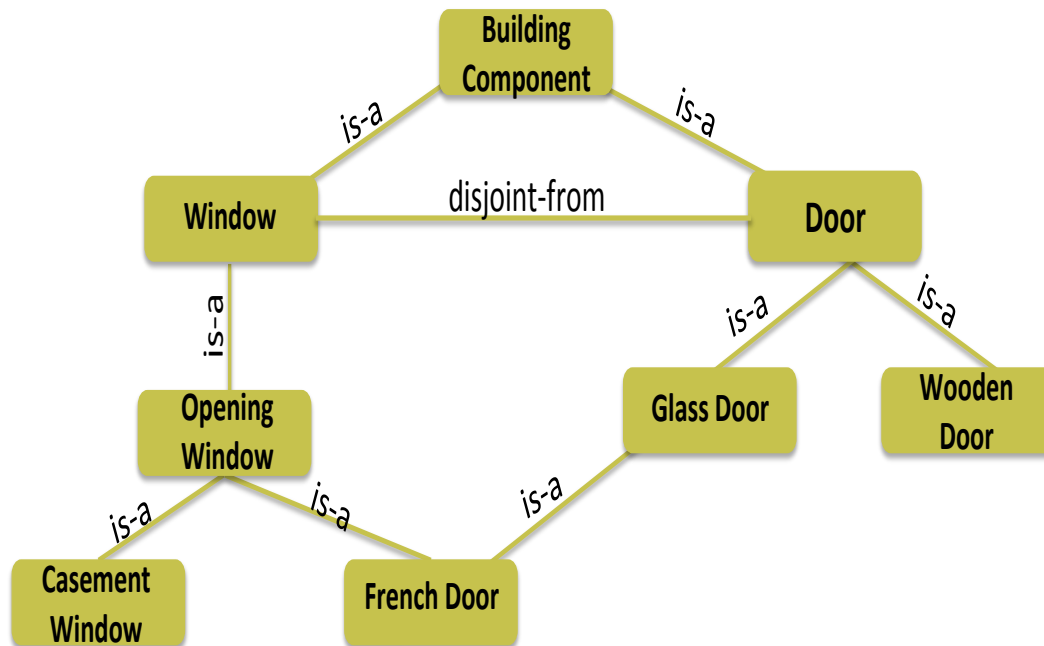 Building
Component
is-a
is-a
Window
disjoint-from
Door
is-a
is-a
is-a
Opening
Window
Glass Door
Wooden
Door
is-a
is-a
is-a
Casement
Window
French Door